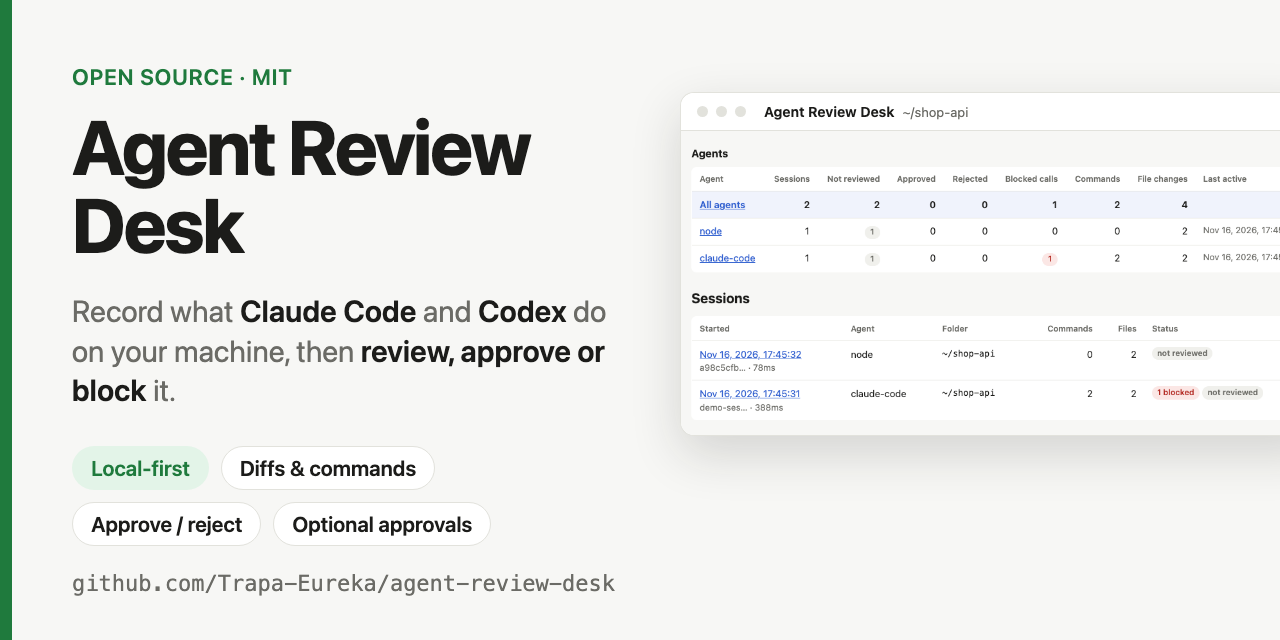 OPEN SOURCE · MIT
Agent Review
Desk
Record what Claude Code and Codex do
on your machine, then review, approve or
block it.
Local-first
Diffs & commands
Approve / reject
Optional approvals
github.com/Trapa-Eureka/agent-review-desk
Agent Review Desk ~/shop-api
Agents
Agent Sessions Not reviewed Approved Rejected Blocked calls Commands File changes Last active
All agents 2 2 0 0 1 2 4
node 1 1 0 0 0 0 2 Nov 16, 2026, 17:45
claude-code 1 1 0 0 1 2 2 Nov 16, 2026, 17:45
Sessions
Started Agent Folder Commands Files Status
Nov 16, 2026, 17:45:32 node ~/shop-api 0 2 not reviewed
a98c5cfb... · 78ms
Nov 16, 2026, 17:45:31 claude-code ~/shop-api 2 2 1 blocked not reviewed
demo-ses... · 388ms